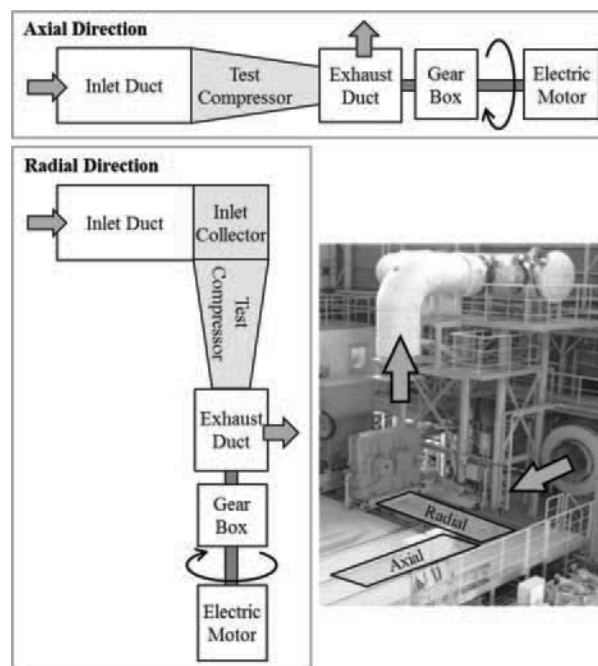 Axial Direction
Inlet Duct
Test
Compressor
Exhaust
Duct
Gear
Box
Electric
Motor
Radial Direction
Inlet Duct
Inlet
Collector
Test
Compressor
Exhaust
Duct
Gear
Box
Electric
Motor
Radial
Axial